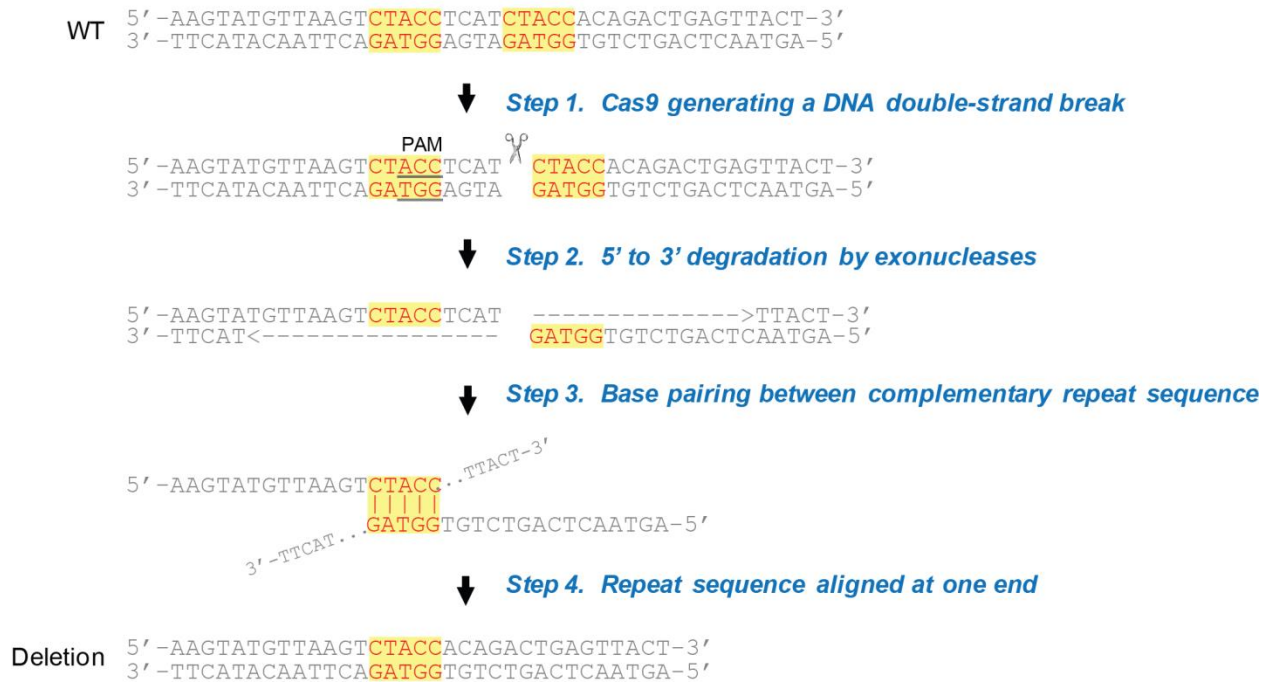 WT 5′-AAGTATGTTAAGTCTACCTCATCTACCACAGACTGAGTTACT-3′
3′-TTCATACAATTCAGATGGAGTAGATGGTGTCTGACTCAATGA-5′
Step 1. Cas9 generating a DNA double-strand break
PAM
5′-AAGTATGTTAAGTCTACCTCAT CTACCACAGACTGAGTTACT-3′
3′-TTCATACAATTCAGATGGAGTA GATGGTGTCTGACTCAATGA-5′
Step 2. 5’ to 3’ degradation by exonucleases
5′-AAGTATGTTAAGTCTACCTCAT -------------->TTACT-3′
3′-TTCAT<---------------- GATGGTGTCTGACTCAATGA-5′
Step 3. Base pairing between complementary repeat sequence
5′-AAGTATGTTAAGTCTACC...TTACT-3′
3′-TTCAT...GATGGTGTCTGACTCAATGA-5′
Step 4. Repeat sequence aligned at one end
Deletion 5′-AAGTATGTTAAGTCTACCACAGACTGAGTTACT-3′
3′-TTCATACAATTCAGATGGTGTCTGACTCAATGA-5′